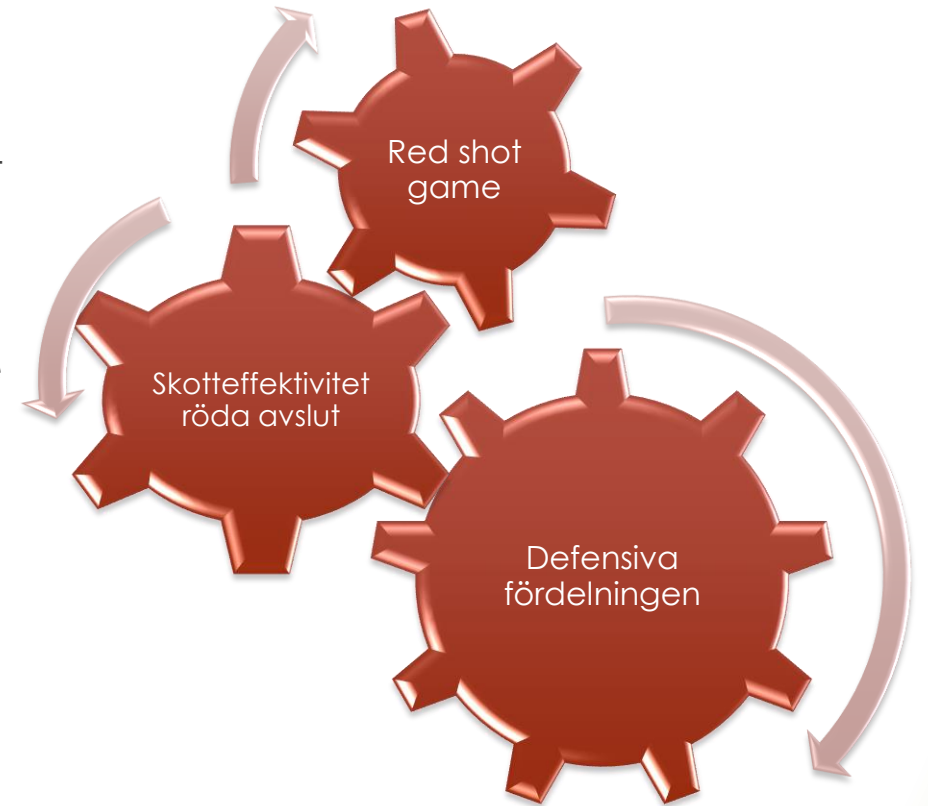 Red shot
game
Skotteffektivitet
röda avslut
Defensiva
fördelningen